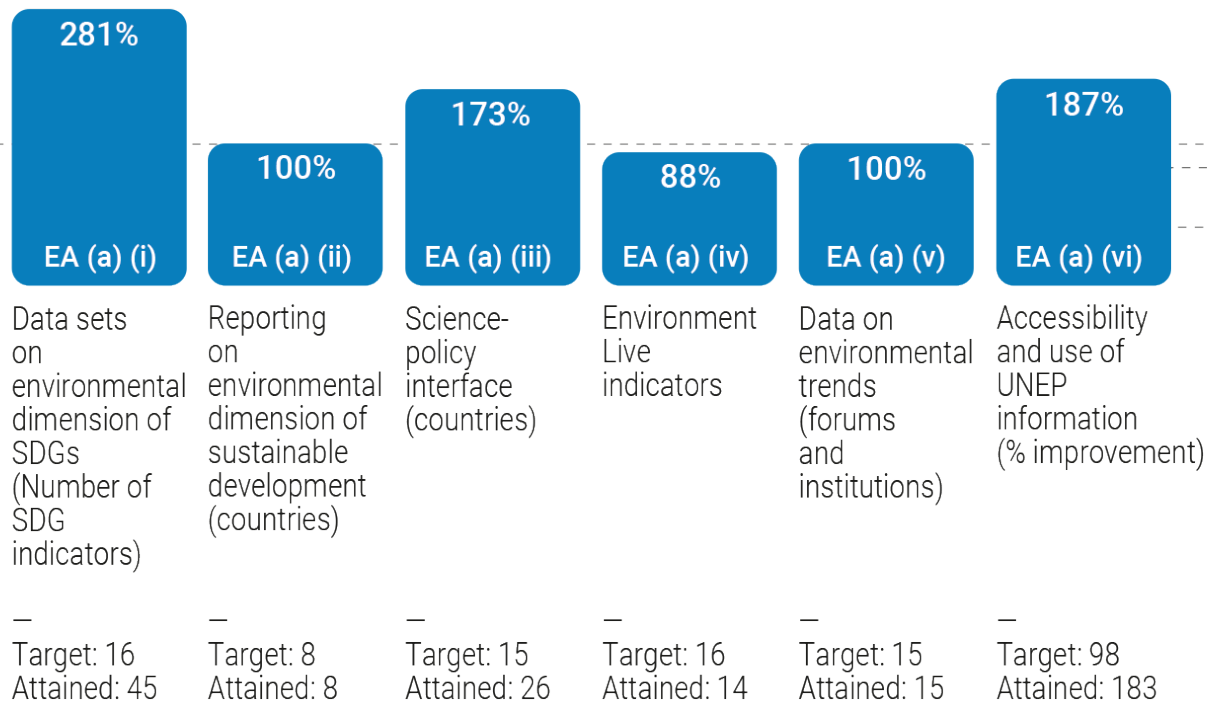 281%
EA (a) (i)
Data sets
on
environmental
dimension of
SDGs
(Number of
SDG
indicators)
—
Target: 16
Attained: 45
100%
EA (a) (ii)
Reporting
on
environmental
dimension of
sustainable
development
(countries)
—
Target: 8
Attained: 8
173%
EA (a) (iii)
Science-
policy
interface
(countries)
—
Target: 15
Attained: 26
88%
EA (a) (iv)
Environment
Live
indicators
—
Target: 16
Attained: 14
100%
EA (a) (v)
Data on
environmental
trends
(forums
and
institutions)
—
Target: 15
Attained: 15
187%
EA (a) (vi)
Accessibility
and use of
UNEP
information
(% improvement)
—
Target: 98
Attained: 183